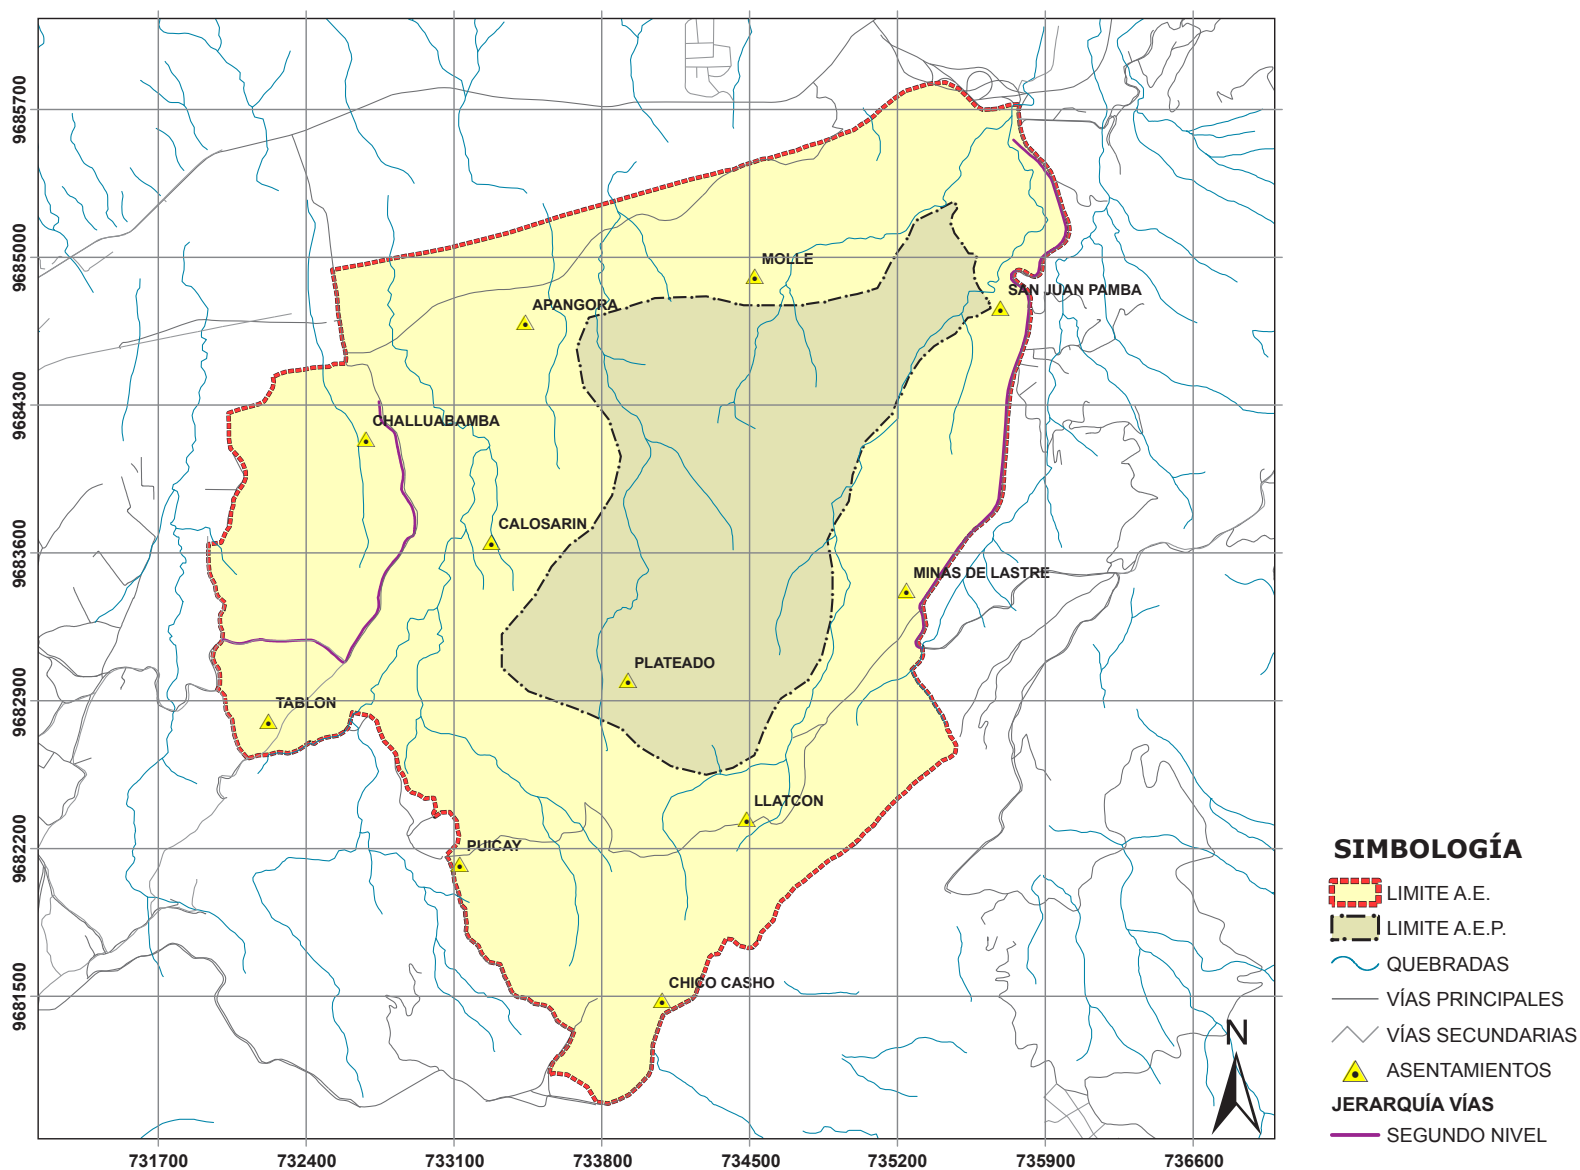 9685700
9685000
9684300
9683600
9682900
9682200
9681500
MOLLE
SAN JUAN PAMBA
APANGORA
CHALLUABAMBA
CALOSARIN
MINAS DE LASTRE
PLATEADO
TABLON
LLATCON
PUICAY
CHICO CASHO
731700 732400 733100 733800 734500 735200 735900 736600
N
SIMBOLOGÍA
LIMITE A.E.
LIMITE A.E.P.
QUEBRADAS
VÍAS PRINCIPALES
VÍAS SECUNDARIAS
ASENTAMIENTOS
JERARQUÍA VÍAS
SEGUNDO NIVEL